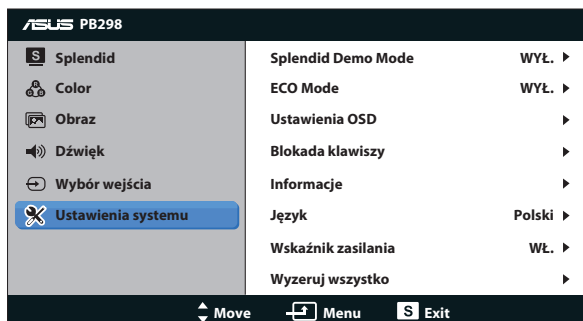 ASUS PB298
S Splendid
Color
Obraz
Dźwięk
Wybór wejścia
Ustawienia systemu
Splendid Demo Mode WYŁ.
ECO Mode WYŁ.
Ustawienia OSD
Blokada klawiszy
Informacje
Język Polski
Wskaźnik zasilania WŁ.
Wyzeruj wszystko
Move Menu S Exit